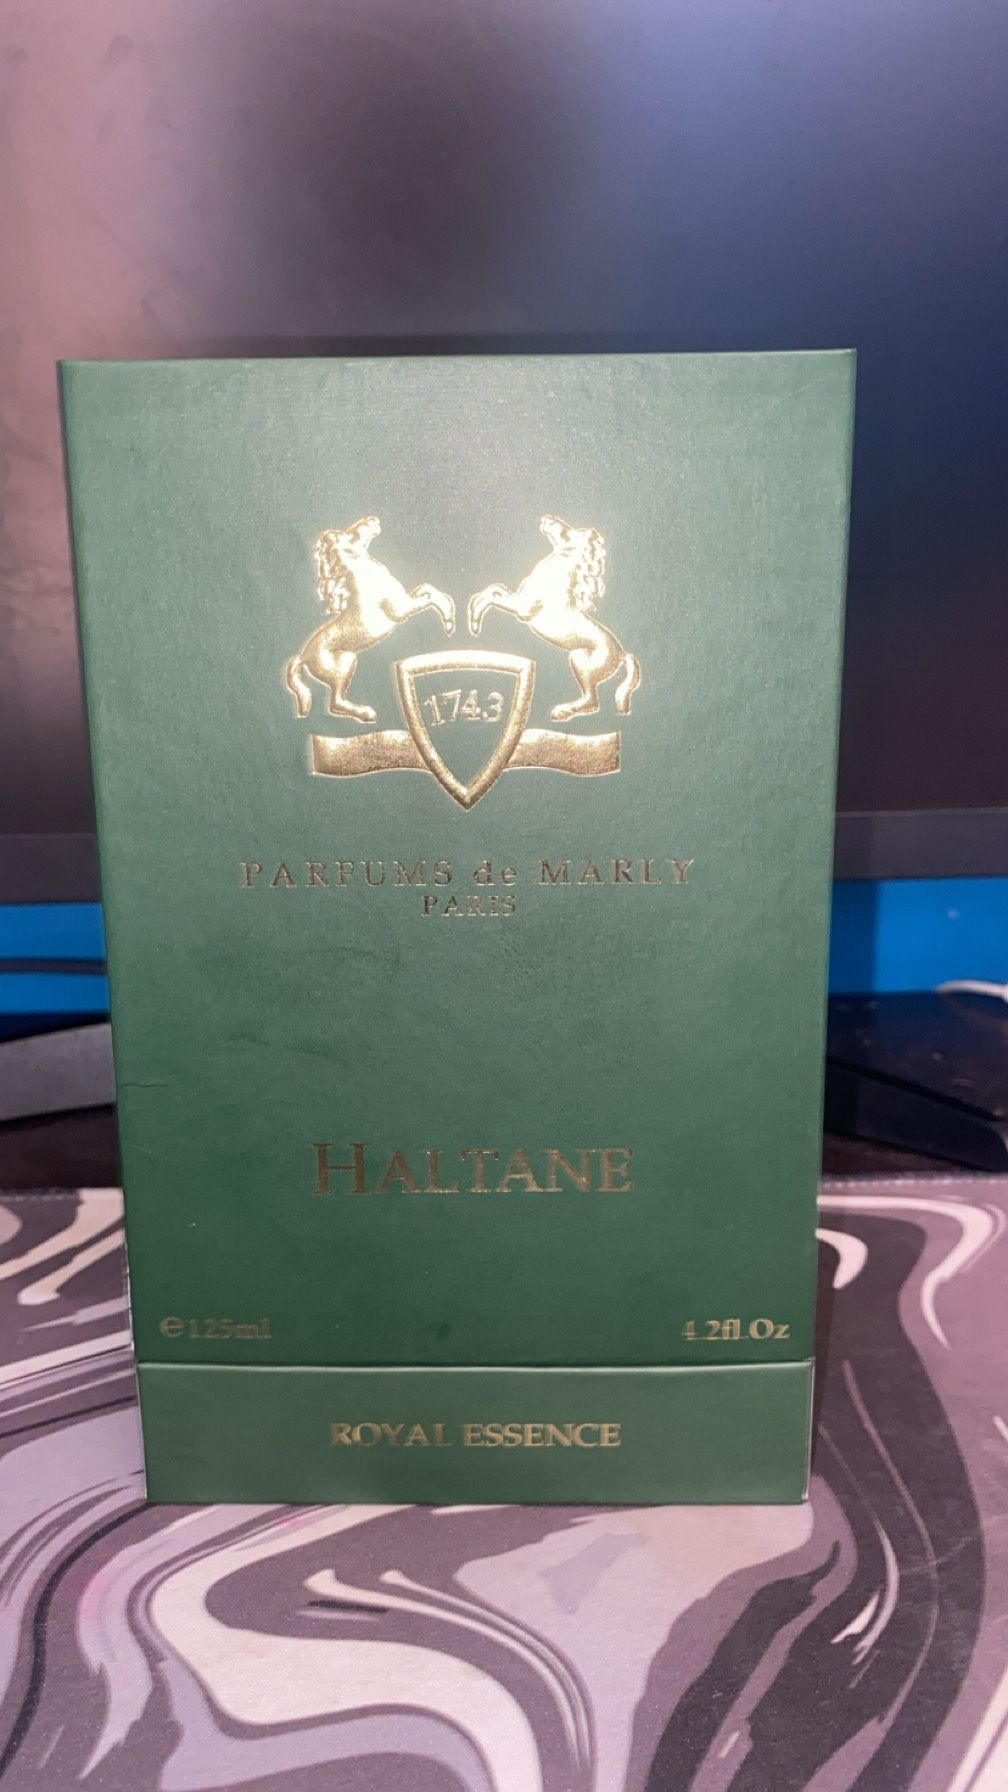 1743
PARFUMS de MARLY
PARIS
HALTANE
℮125ml 4.2fl.Oz
ROYAL ESSENCE